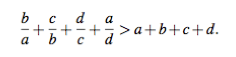 b/a + c/b + d/c + a/d > a + b + c + d.